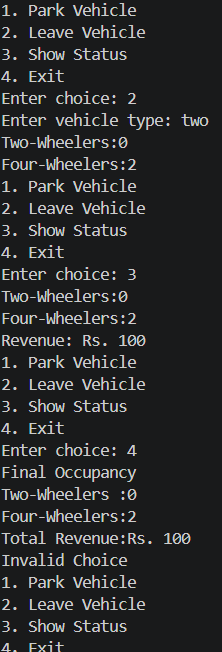 1. Park Vehicle
2. Leave Vehicle
3. Show Status
4. Exit
Enter choice: 2
Enter vehicle type: two
Two-Wheelers:0
Four-Wheelers:2
1. Park Vehicle
2. Leave Vehicle
3. Show Status
4. Exit
Enter choice: 3
Two-Wheelers:0
Four-Wheelers:2
Revenue: Rs. 100
1. Park Vehicle
2. Leave Vehicle
3. Show Status
4. Exit
Enter choice: 4
Final Occupancy
Two-Wheelers :0
Four-Wheelers:2
Total Revenue:Rs. 100
Invalid Choice
1. Park Vehicle
2. Leave Vehicle
3. Show Status
4. Exit